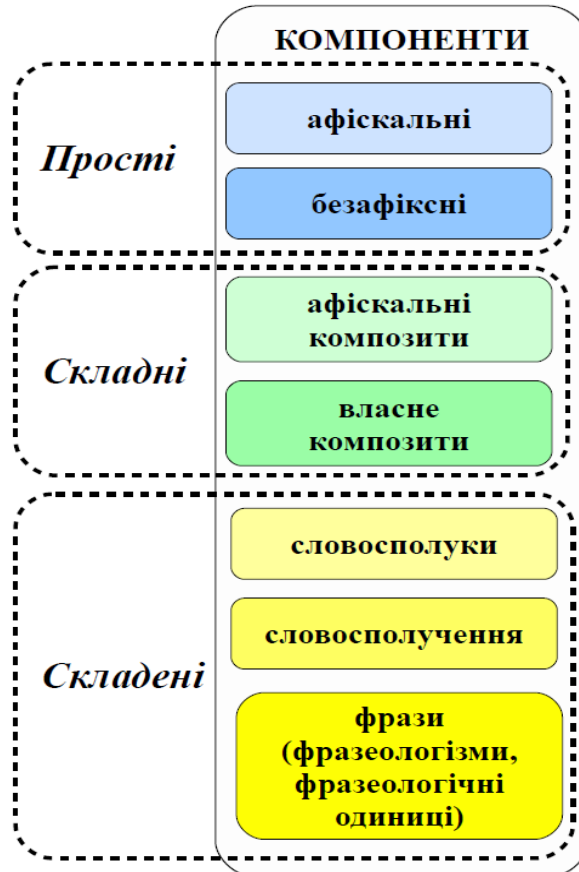 КОМПОНЕНТИ
Прості
афіскальні
безафіксні
Складні
афіскальні
композити
власне
композити
Складені
словосполуки
словосполучення
фрази
(фразеологізми,
фразеологічні
одиниці)